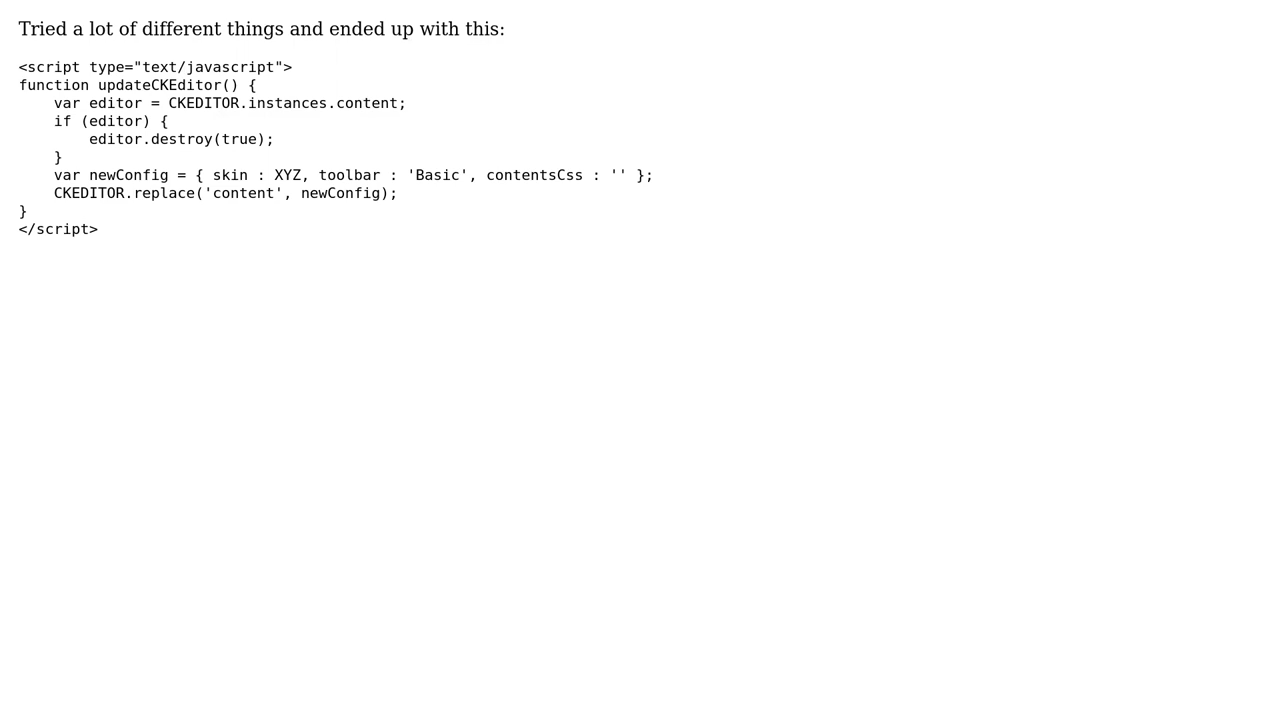 Tried a lot of different things and ended up with this:
<script type="text/javascript">
function updateCKEditor() {
    var editor = CKEDITOR.instances.content;
    if (editor) {
        editor.destroy(true);
    }
    var newConfig = { skin : XYZ, toolbar : 'Basic', contentsCss : '' };
    CKEDITOR.replace('content', newConfig);
}
</script>